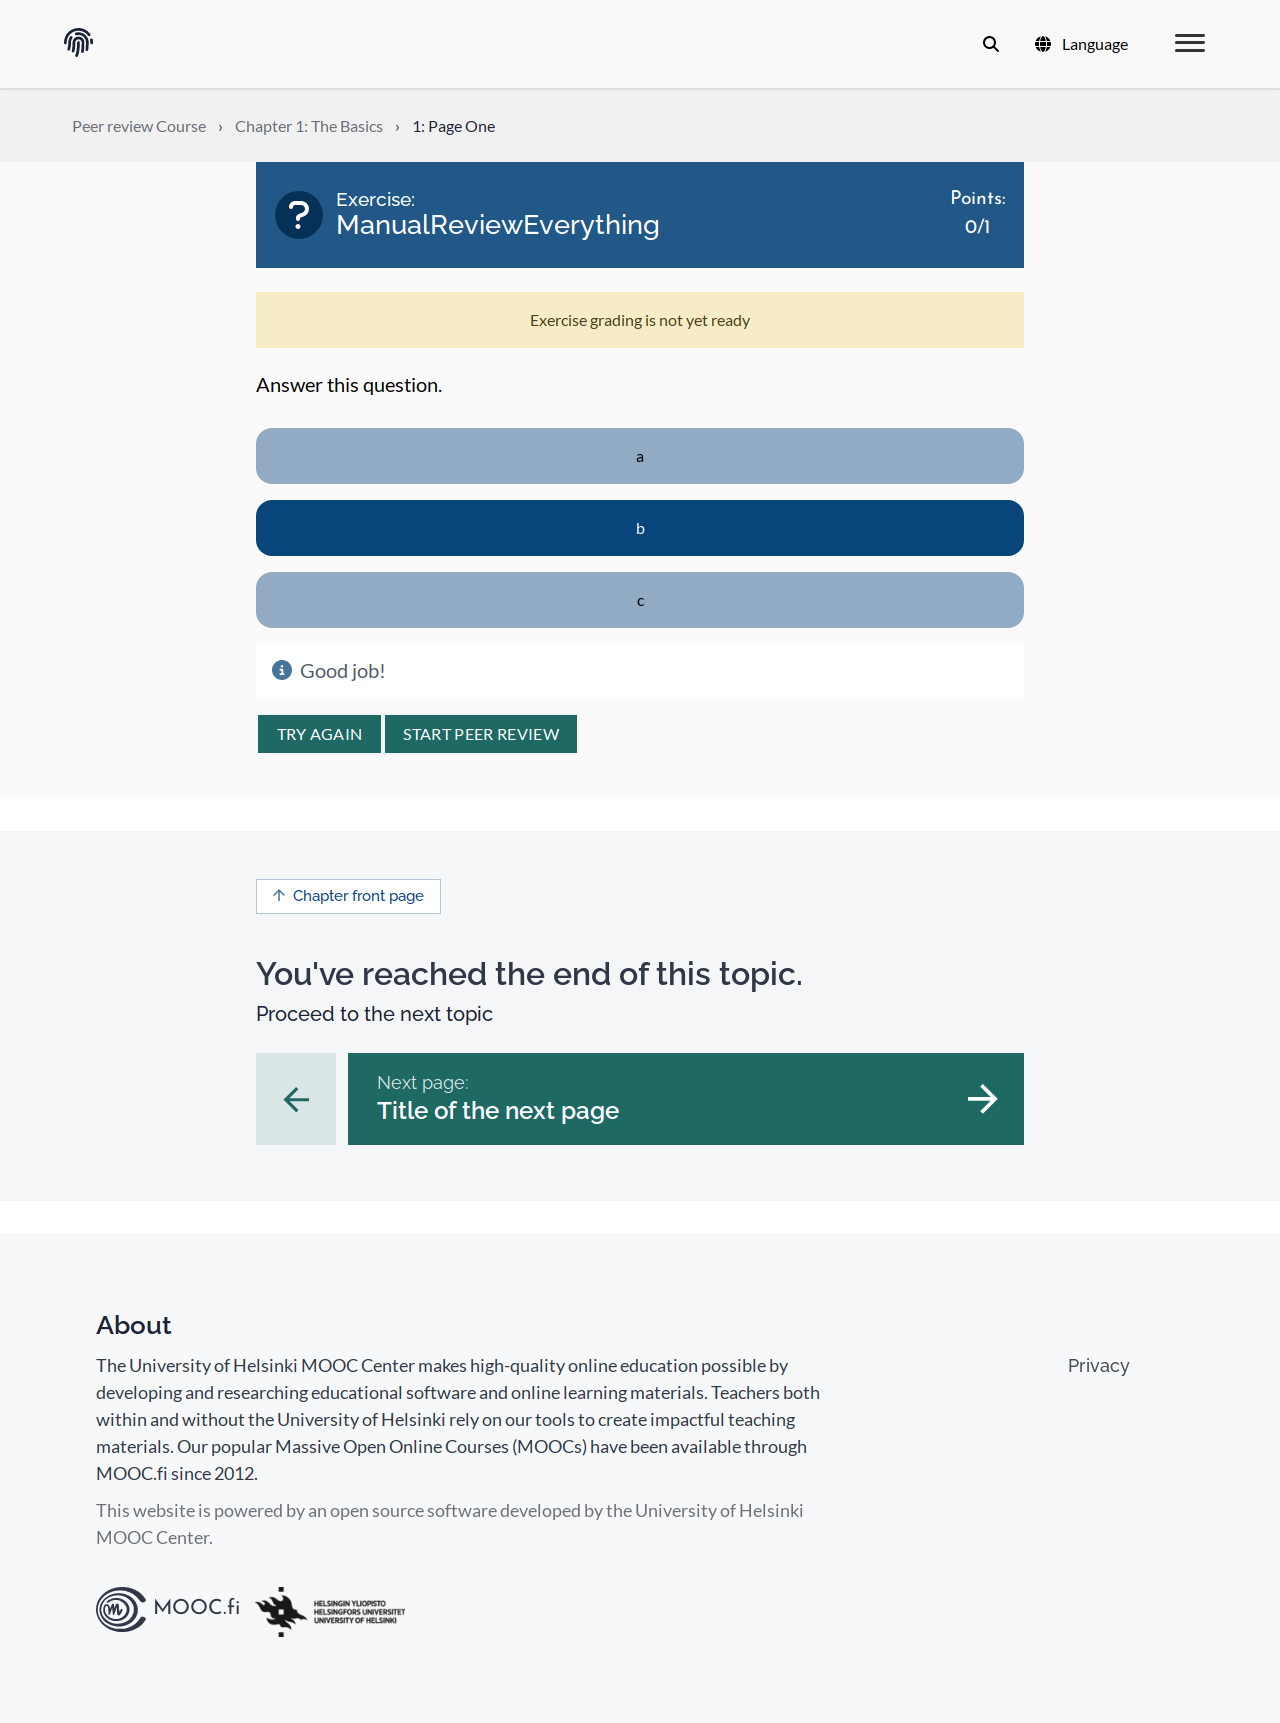 Language
Peer review Course › Chapter 1: The Basics › 1: Page One
Exercise:
ManualReviewEverything
Points:
0/1
Exercise grading is not yet ready
Answer this question.
a
b
c
Good job!
TRY AGAIN
START PEER REVIEW
Chapter front page
You've reached the end of this topic.
Proceed to the next topic
Next page:
Title of the next page
About
The University of Helsinki MOOC Center makes high-quality online education possible by
developing and researching educational software and online learning materials. Teachers both
within and without the University of Helsinki rely on our tools to create impactful teaching
materials. Our popular Massive Open Online Courses (MOOCs) have been available through
MOOC.fi since 2012.
This website is powered by an open source software developed by the University of Helsinki
MOOC Center.
Privacy
MOOC.fi
HELSINGIN YLIOPISTO
HELSINGFORS UNIVERSITET
UNIVERSITY OF HELSINKI